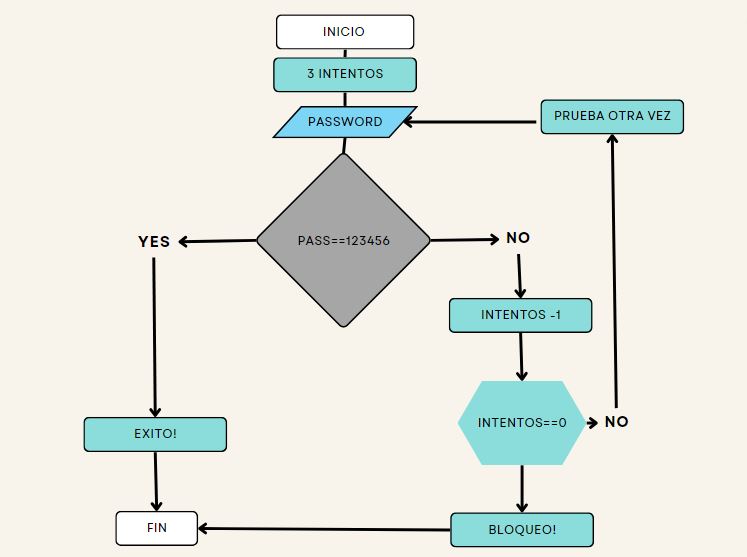 INICIO
3 INTENTOS
PASSWORD
PRUEBA OTRA VEZ
PASS==123456
YES
NO
INTENTOS -1
INTENTOS==0
NO
EXITO!
FIN
BLOQUEO!